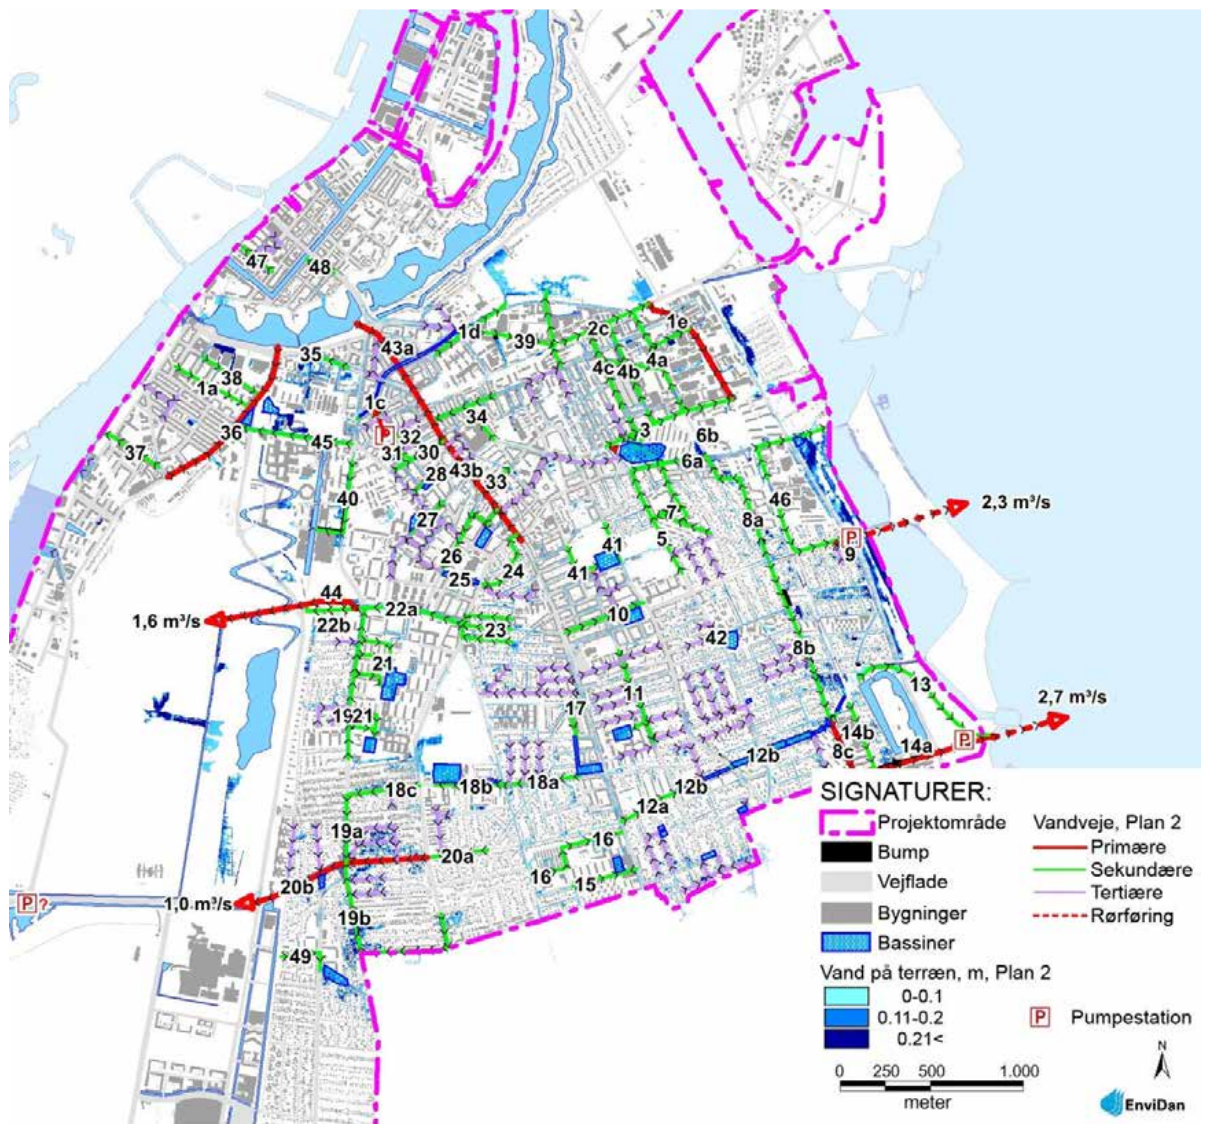 47
48
43a
1d
39
2c
1e
35
4c
4b
4a
38
1a
1c
34
36
45
P
32
31
30
3
6b
37
43b
6a
28
33
40
46
2,3 m³/s
27
7
8a
P
9
26
41
5
25
24
41
44
22a
10
1,6 m³/s
22b
23
42
21
8b
11
13
1921
17
2,7 m³/s
14b
P
8c
14a
12b
18c
18b
18a
12b
12a
19a
16
20a
20b
16
15
P?
1,0 m³/s
19b
49
SIGNATURER:
Projektområde
Bump
Vejflade
Bygninger
Bassiner
Vandveje, Plan 2
Primære
Sekundære
Tertiære
Rørføring
Vand på terræn, m, Plan 2
0-0.1
0.11-0.2
0.21<
P Pumpestation
N
0 250 500 1.000
meter
EnviDan